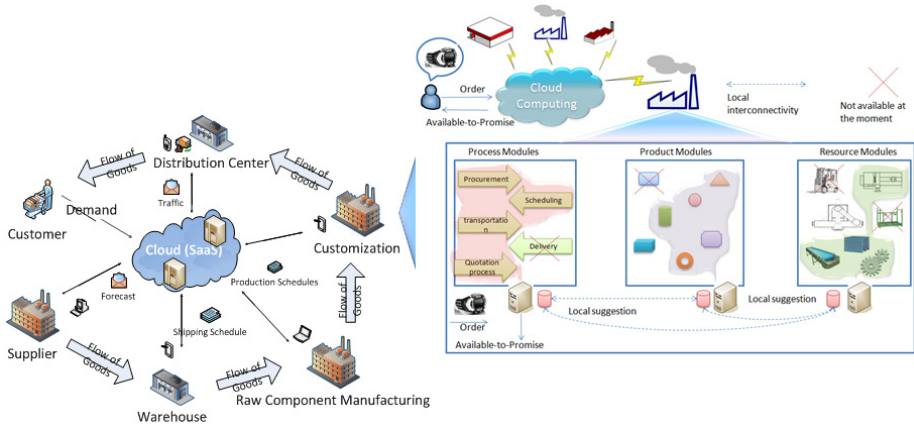 Flow of
Goods
Distribution Center
Flow of
Goods
Traffic
Customer
Demand
Cloud (SaaS)
Customization
Forecast
Production Schedules
Supplier
Shipping Schedule
Flow of
Goods
Flow of
Goods
Warehouse
Flow of
Goods
Raw Component Manufacturing
Order
Available-to-Promise
Cloud
Computing
Local
interconectivity
Not available at
the moment
Process Modules
Product Modules
Resource Modules
Procurement
Scheduling
transportatio
n
Delivery
Quotation
process
Order
Available-to-Promise
Local suggestion
Local suggestion